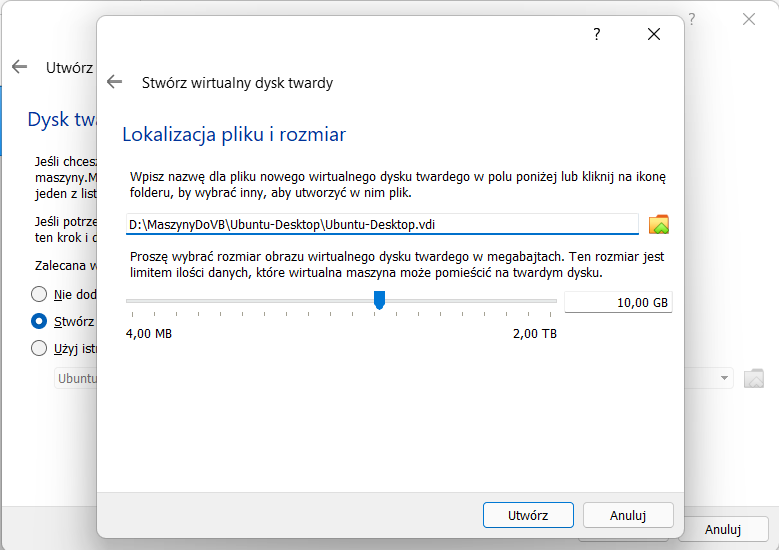 ?
Utwórz
?
Stwórz wirtualny dysk twardy
Dysk tw
Lokalizacja pliku i rozmiar
Jeśli chcesz
maszyny.M
jeden z list
Wpisz nazwę dla pliku nowego wirtualnego dysku twardego w polu poniżej lub kliknij na ikonę
folderu, by wybrać inny, aby utworzyć w nim plik.
Jeśli potrze
ten krok i d
D:\MaszynyDoVB\Ubuntu-Desktop\Ubuntu-Desktop.vdi
Zalecana w
Proszę wybrać rozmiar obrazu wirtualnego dysku twardego w megabajtach. Ten rozmiar jest
limitem ilości danych, które wirtualna maszyna może pomieścić na twardym dysku.
Nie dod
Stwórz
Użyj istn
Ubuntu
10,00 GB
4,00 MB
2,00 TB
Utwórz
Anuluj
Anuluj